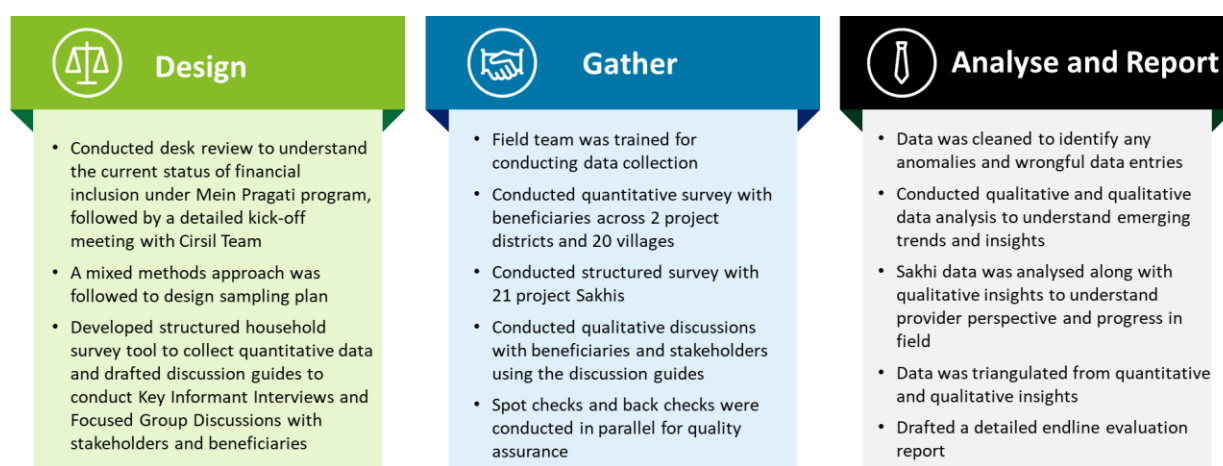 Design
• Conducted desk review to understand
the current status of financial
inclusion under Mein Pragati program,
followed by a detailed kick-off
meeting with Cirsil Team
• A mixed methods approach was
followed to design sampling plan
• Developed structured household
survey tool to collect quantitative data
and drafted discussion guides to
conduct Key Informant Interviews and
Focused Group Discussions with
stakeholders and beneficiaries
Gather
• Field team was trained for
conducting data collection
• Conducted quantitative survey with
beneficiaries across 2 project
districts and 20 villages
• Conducted structured survey with
21 project Sakhis
• Conducted qualitative discussions
with beneficiaries and stakeholders
using the discussion guides
• Spot checks and back checks were
conducted in parallel for quality
assurance
Analyse and Report
• Data was cleaned to identify any
anomalies and wrongful data entries
• Conducted qualitative and qualitative
data analysis to understand emerging
trends and insights
• Sakhi data was analysed along with
qualitative insights to understand
provider perspective and progress in
field
• Data was triangulated from quantitative
and qualitative insights
• Drafted a detailed endline evaluation
report